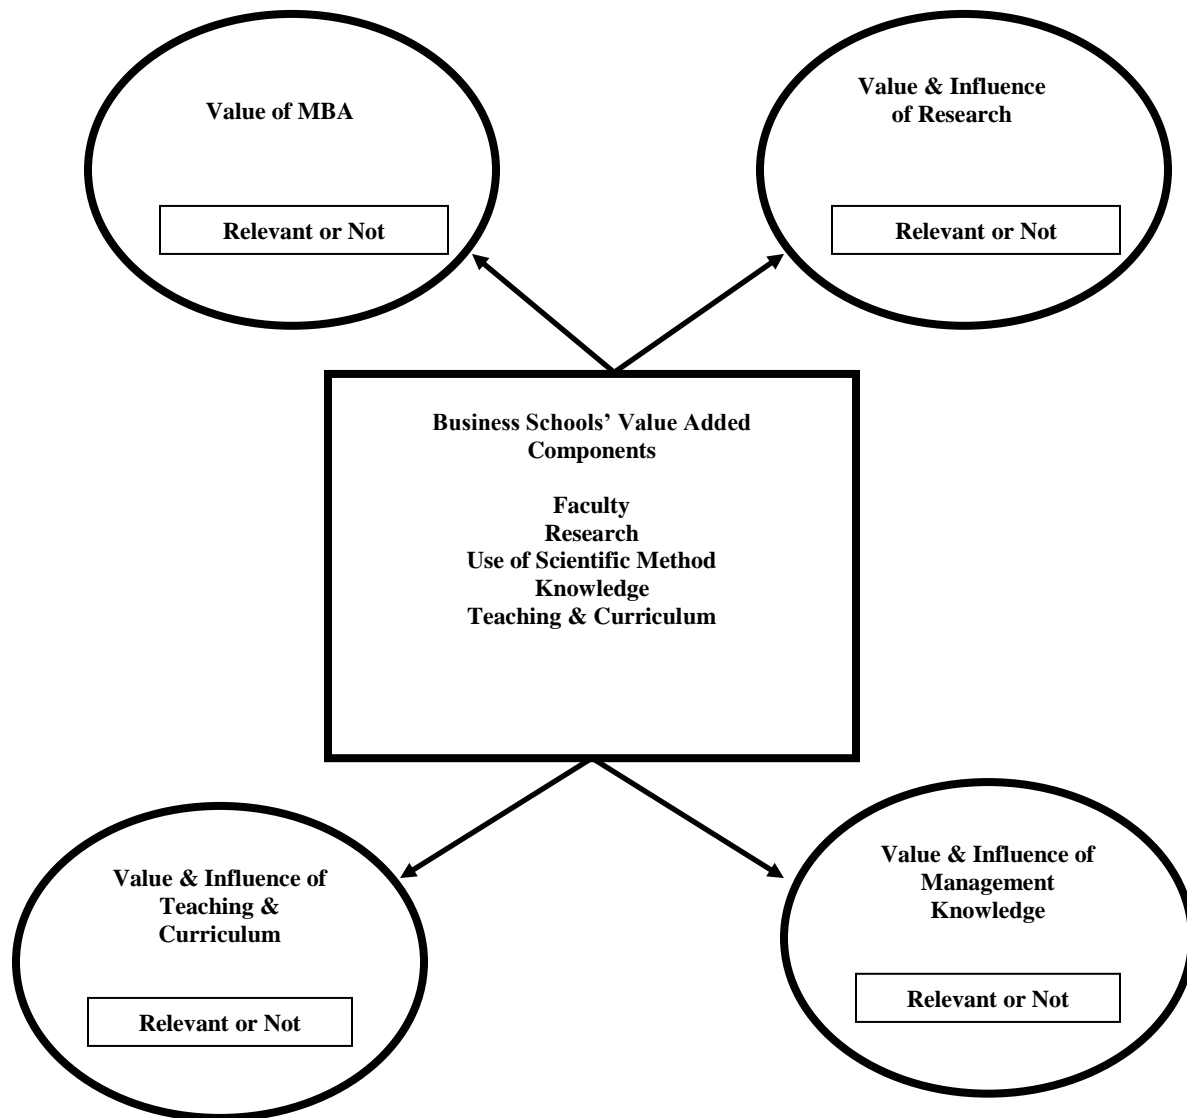 Value of MBA
Relevant or Not
Value & Influence
of Research
Relevant or Not
Business Schools’ Value Added
Components
Faculty
Research
Use of Scientific Method
Knowledge
Teaching & Curriculum
Value & Influence of
Teaching &
Curriculum
Relevant or Not
Value & Influence of
Management
Knowledge
Relevant or Not